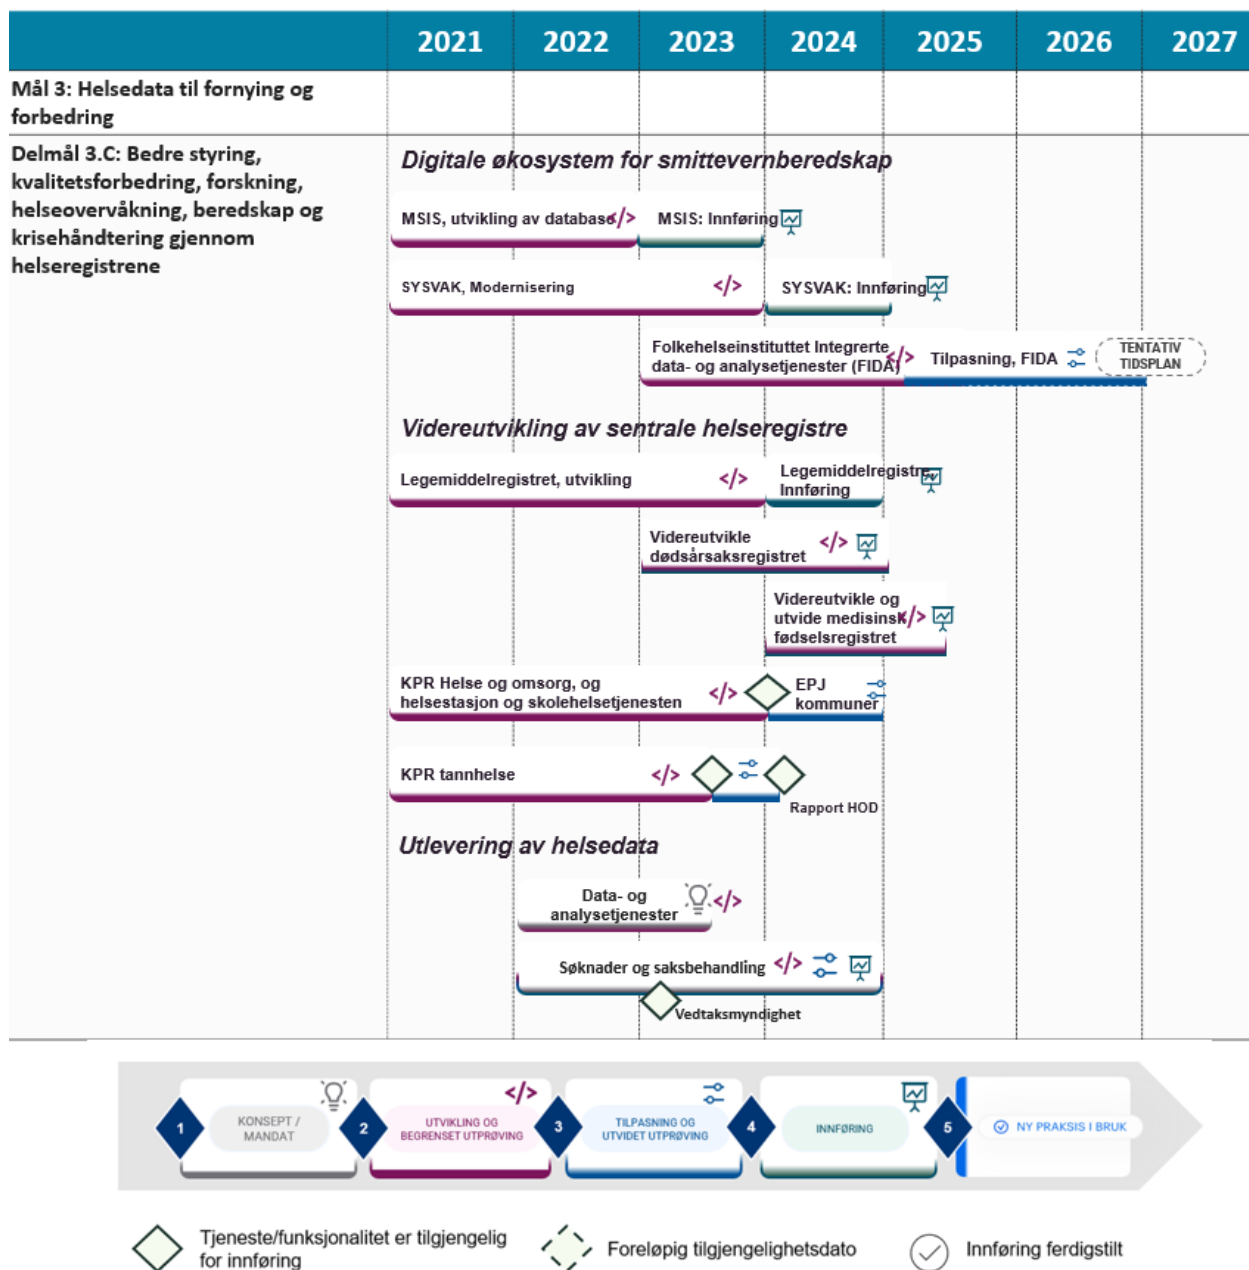 2021 2022 2023 2024 2025 2026 2027
Mål 3: Helsedata til fornying og
forbedring
Delmål 3.C: Bedre styring,
kvalitetsforbedring, forskning,
helseovervåkning, beredskap og
krisehåndtering gjennom
helseregistrene
Digitale økosystem for smittevernberedskap
MSIS, utvikling av database
MSIS: Innføring
SYSVAK, Modernisering
SYSVAK: Innføring
Folkehelseinstituttet Integrerte
data- og analysetjenester (FIDA)
Tilpasning, FIDA
TENTATIV
TIDSPLAN
Videreutvikling av sentrale helseregistre
Legemiddelregistret, utvikling
Legemiddelregistre,
Innføring
Videreutvikle
dødsårsaksregistret
Videreutvikle og
utvide medisinsk
fødselsregistret
KPR Helse og omsorg, og
helsestasjon og skolehelsetjenesten
EPJ
kommuner
KPR tannhelse
Rapport HOD
Utlevering av helsedata
Data- og
analysetjenester
Søknader og saksbehandling
Vedtaksmyndighet
1
KONSEPT /
MANDAT
2
UTVIKLING OG
BEGRENSET UTPRØVING
3
TILPASNING OG
UTVIDET UTPRØVING
4
INNFØRING
5
NY PRAKSIS I BRUK
Tjeneste/funksjonalitet er tilgjengelig
for innføring
Foreløpig tilgjengelighetsdato
Innføring ferdigstilt